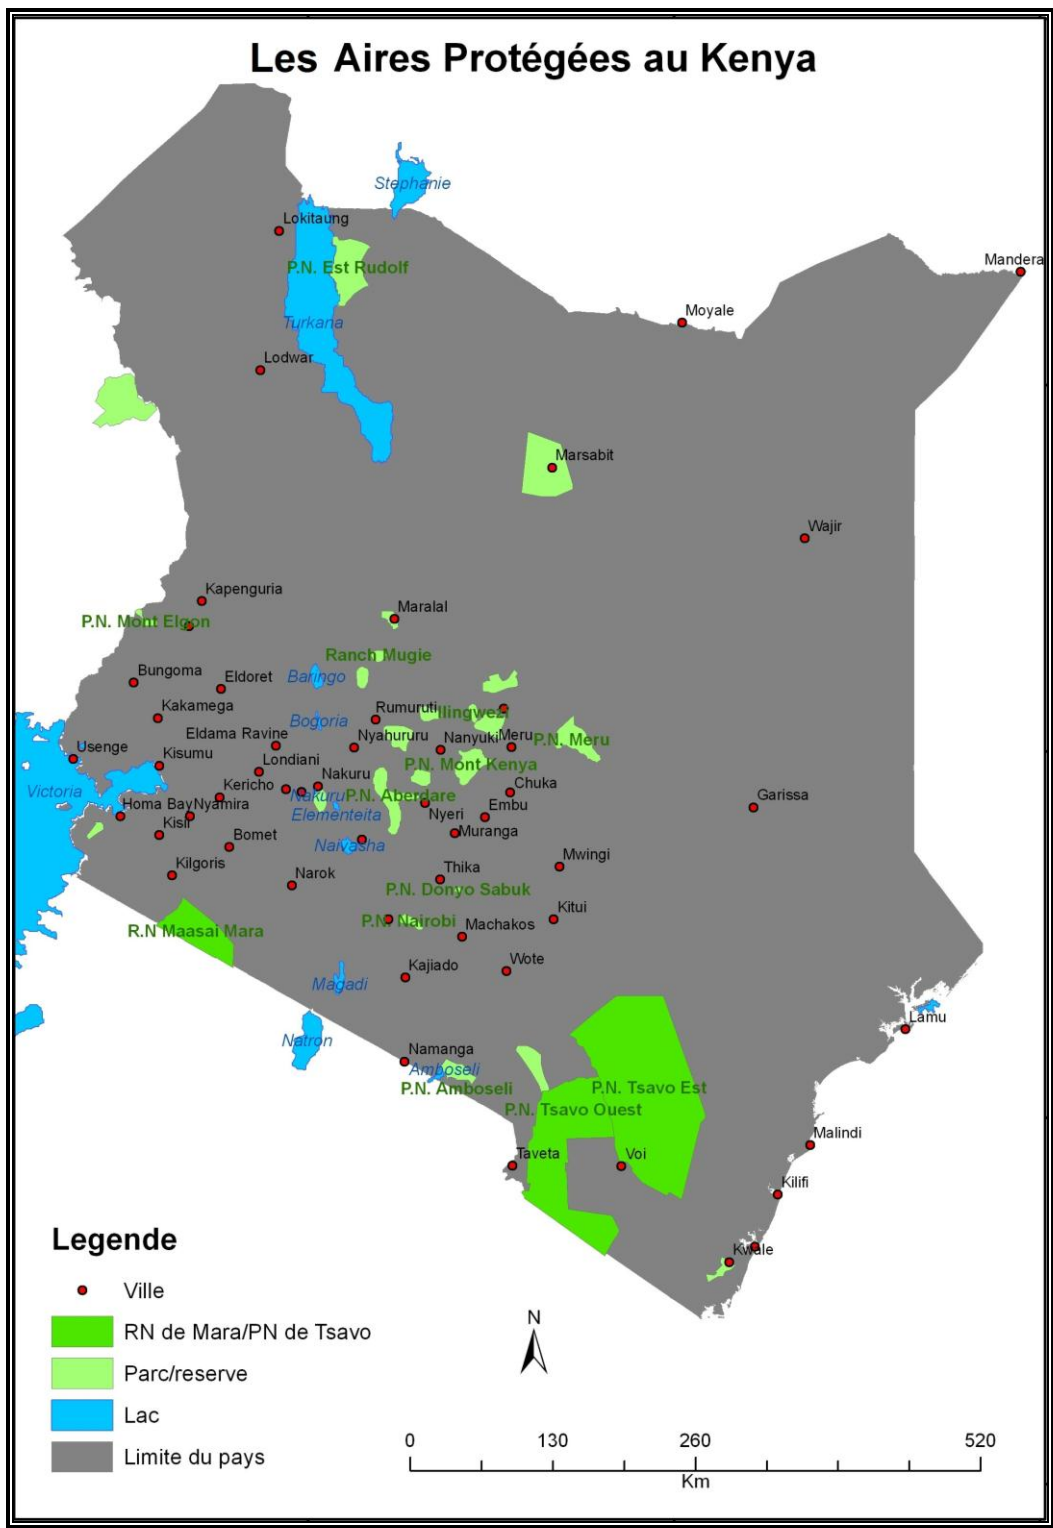 Les Aires Protégées au Kenya
Stephanie
Lokitaung
Mandera
P.N. Est Rudolf
Moyale
Turkana
Lodwar
Marsabit
Wajir
Kapenguria
Maralal
P.N. Mont Elgon
Ranch Mugie
Bungoma
Eldoret
Baringo
Kakamega
Rumuruti
Ilingwezi
Bogoria
Eldama Ravine
Nyahururu
Nanyuki
Meru
P.N. Meru
Usenge
Kisumu
Londiani
P.N. Mont Kenya
Nakuru
Victoria
Kericho
Nakuru
P.N. Aberdare
Chuka
Garissa
Homa Bay
Nyamira
Elementeita
Nyeri
Embu
Kisii
Bomet
Naivasha
Muranga
Kilgoris
Narok
Thika
Mwingi
P.N. Donyo Sabuk
R.N Maasai Mara
P.N. Nairobi
Machakos
Kitui
Magadi
Kajiado
Wote
Lamu
Natron
Namanga
Amboseli
P.N. Amboseli
P.N. Tsavo Est
P.N. Tsavo Ouest
Malindi
Taveta
Voi
Kilifi
Kwale
Legende
Ville
RN de Mara/PN de Tsavo
Parc/reserve
Lac
Limite du pays
N
0 130 260 520
Km